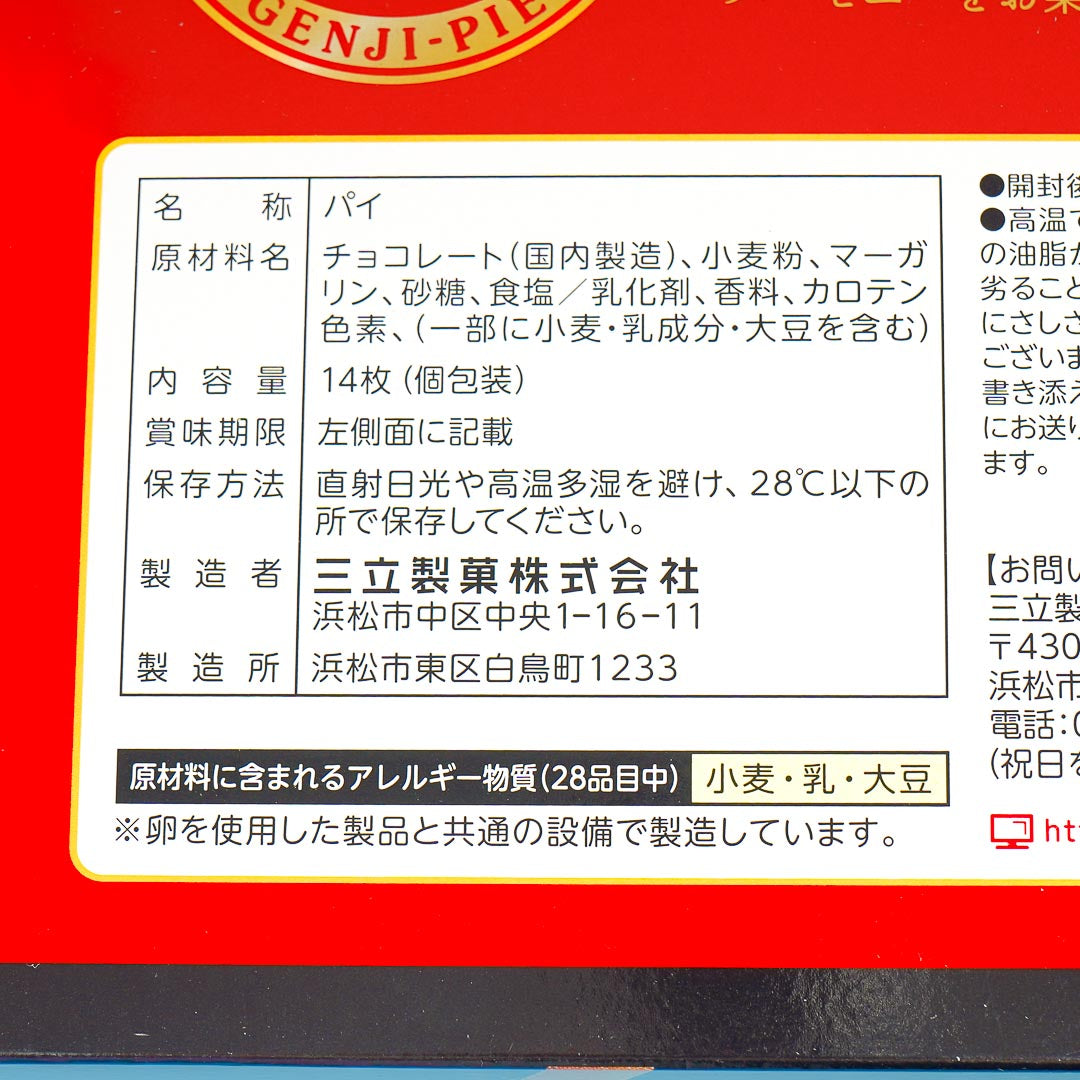 GENJI-PIE
名称 パイ
原材料名 チョコレート(国内製造)、小麦粉、マーガ
リン、砂糖、食塩／乳化剤、香料、カロテン
色素、(一部に小麦・乳成分・大豆を含む)
内容量 14枚(個包装)
賞味期限 左側面に記載
保存方法 直射日光や高温多湿を避け、28℃以下の
所で保存してください。
製造者 三立製菓株式会社
浜松市中区中央1-16-11
製造所 浜松市東区白鳥町1233
原材料に含まれるアレルギー物質(28品目中) 小麦・乳・大豆
※卵を使用した製品と共通の設備で製造しています。
●開封後
●高温で
の油脂が
劣ること
にさしさ
ございま
書き添え
にお送り
ます。
【お問い
三立製
〒430
浜松市
電話:0
(祝日を
htt